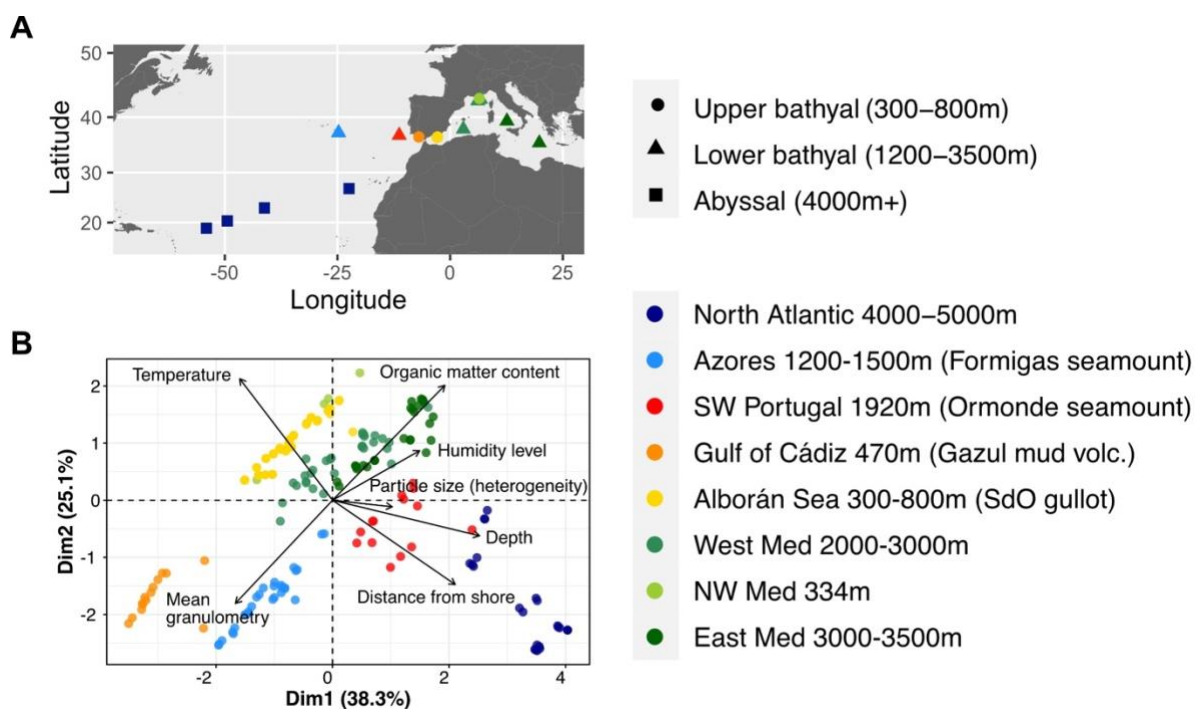 A
50
40
30
20
Latitude
-50
-25
0
25
Longitude
Upper bathyal (300–800m)
Lower bathyal (1200–3500m)
Abyssal (4000m+)
B
Temperature
Organic matter content
Humidity level
Particle size (heterogeneity)
Depth
Distance from shore
Mean
granulometry
2
1
0
-1
-2
Dim2 (25.1%)
-2
0
2
4
Dim1 (38.3%)
North Atlantic 4000–5000m
Azores 1200-1500m (Formigas seamount)
SW Portugal 1920m (Ormonde seamount)
Gulf of Cádiz 470m (Gazul mud volc.)
Alborán Sea 300-800m (SdO gullot)
West Med 2000-3000m
NW Med 334m
East Med 3000-3500m